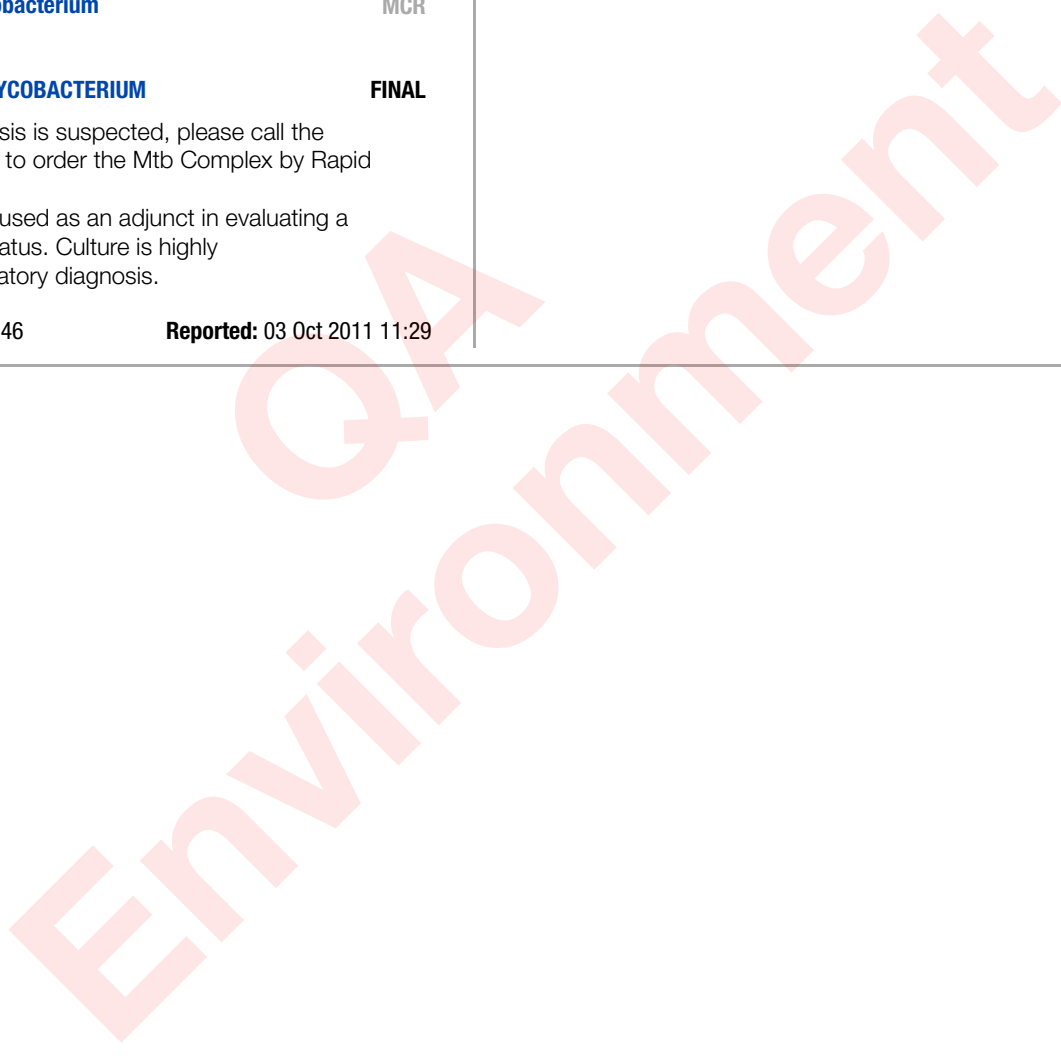 obacterium MCR
YCOBACTERIUM FINAL
sis is suspected, please call the
to order the Mtb Complex by Rapid
used as an adjunct in evaluating a
atus. Culture is highly
atory diagnosis.
46 Reported: 03 Oct 2011 11:29
QA
Environment